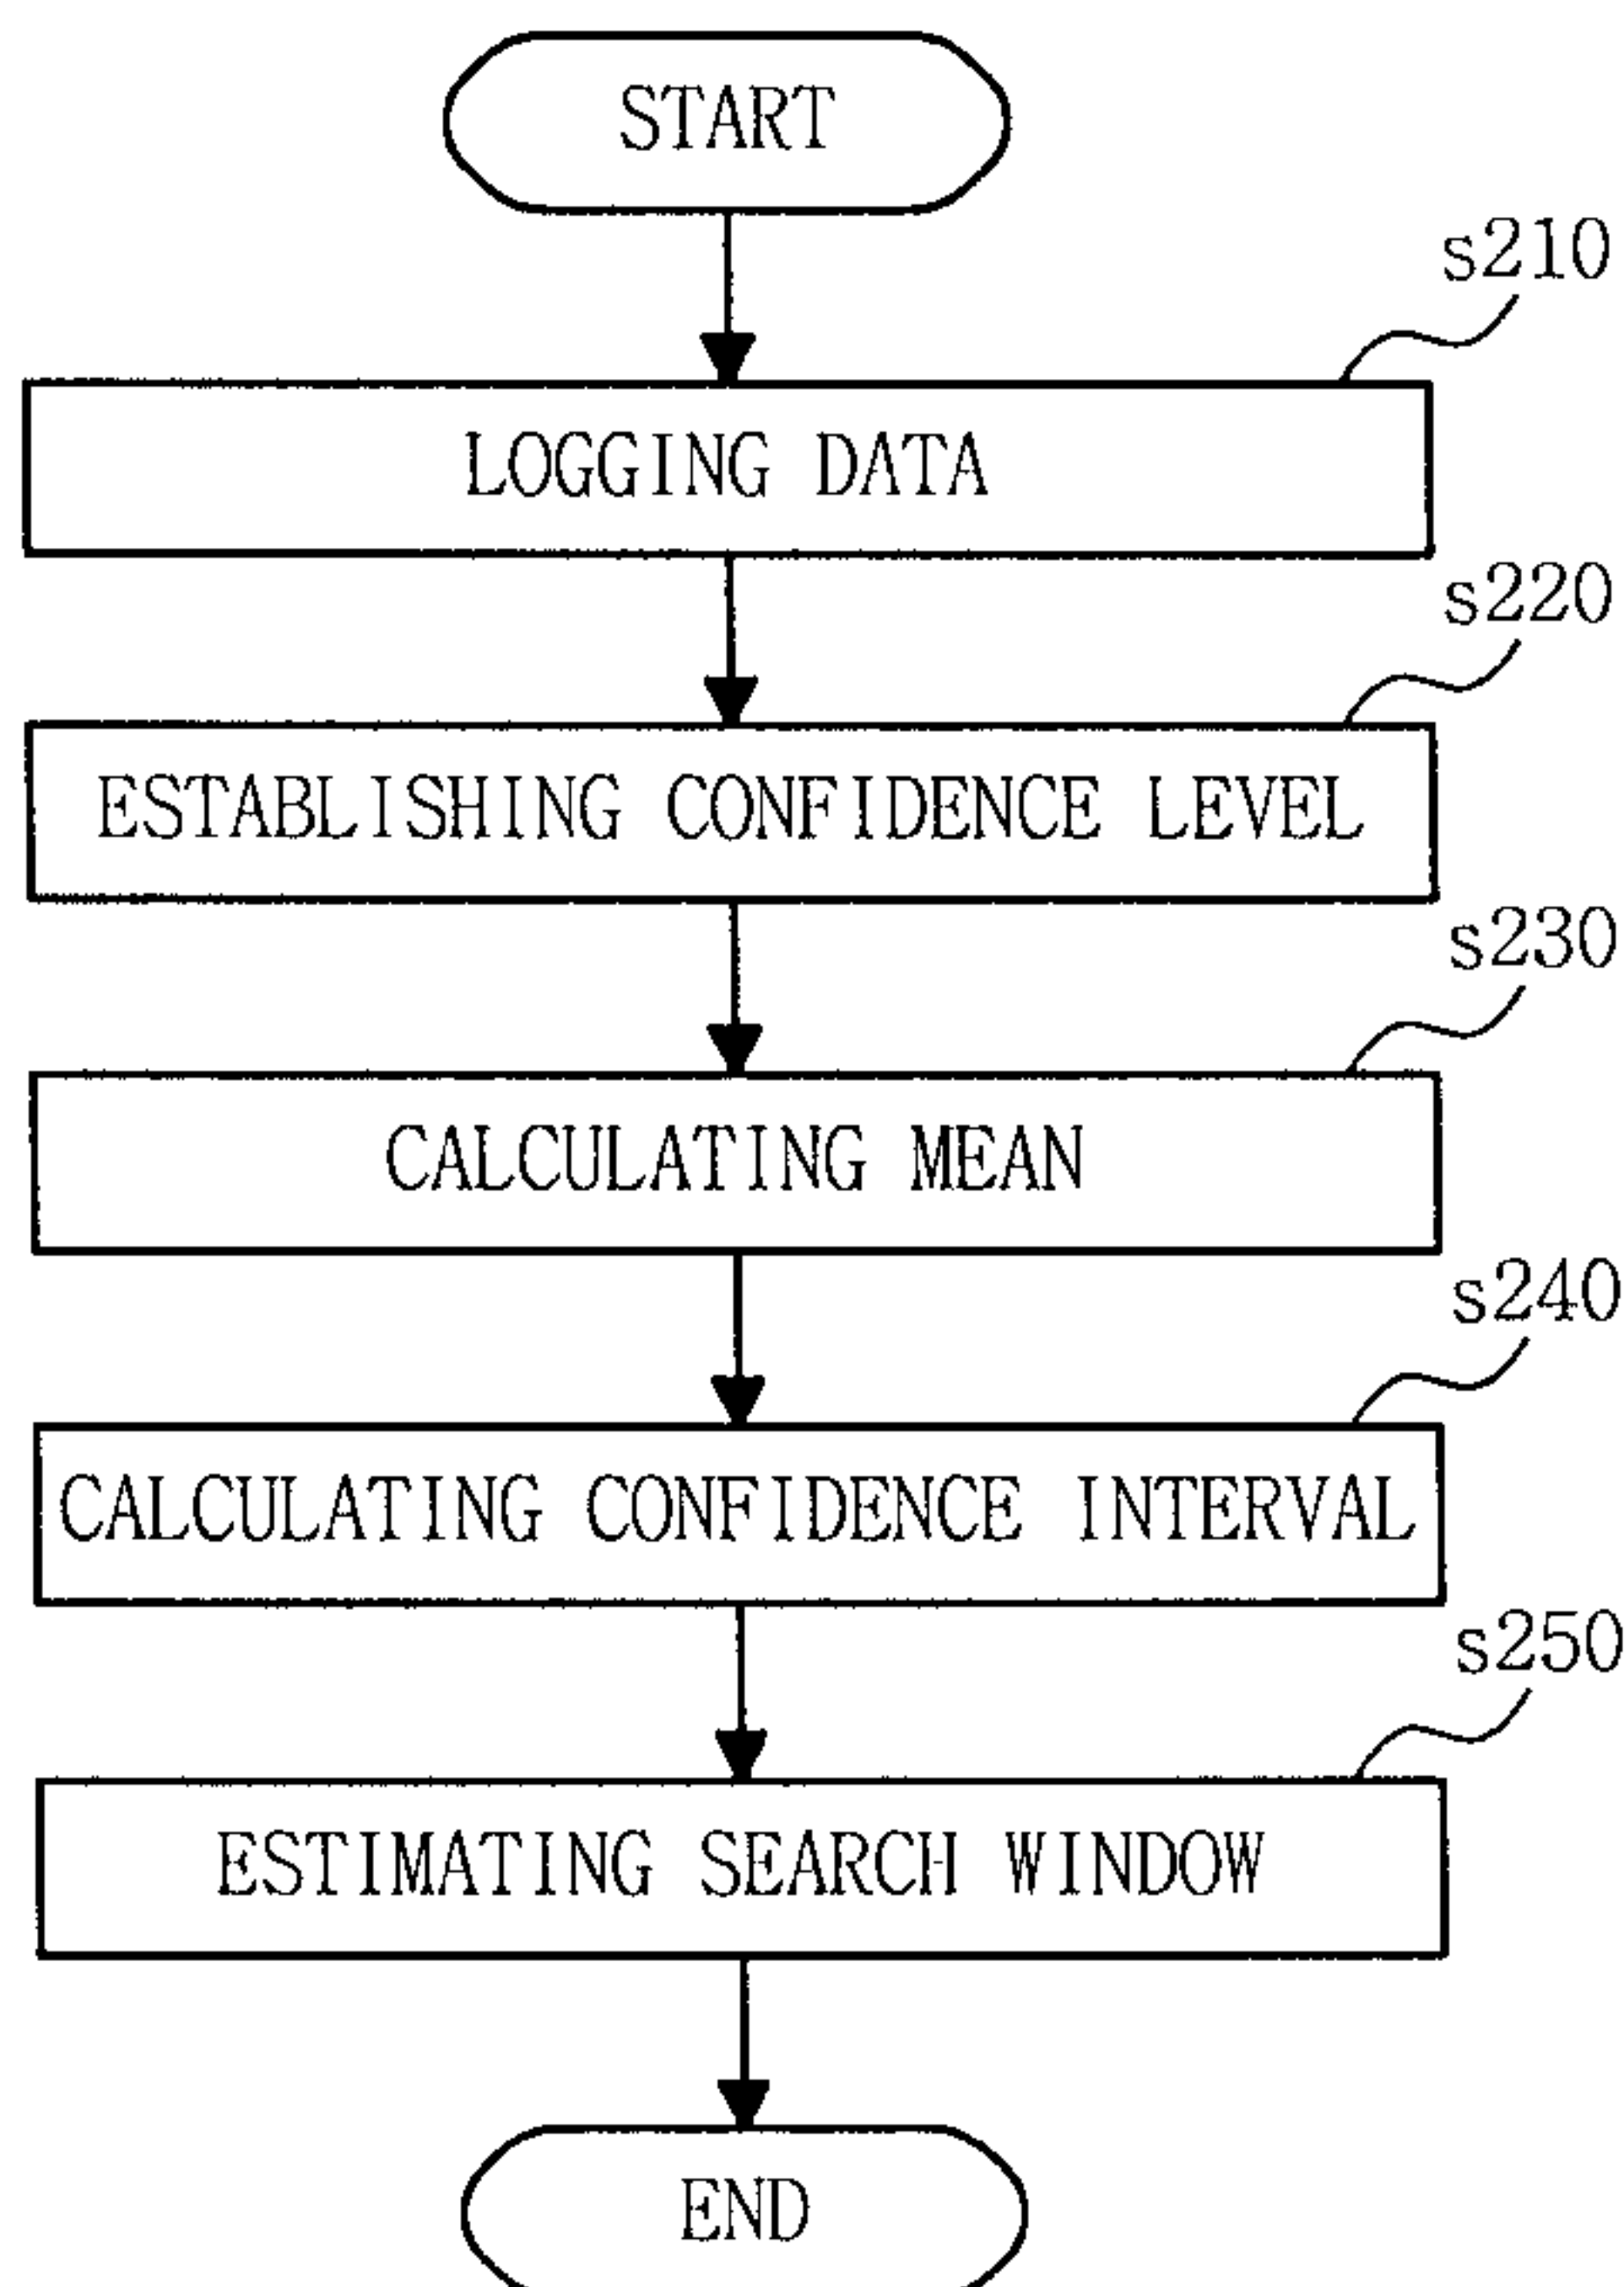 START
s210
LOGGING DATA
s220
ESTABLISHING CONFIDENCE LEVEL
s230
CALCULATING MEAN
s240
CALCULATING CONFIDENCE INTERVAL
s250
ESTIMATING SEARCH WINDOW
END